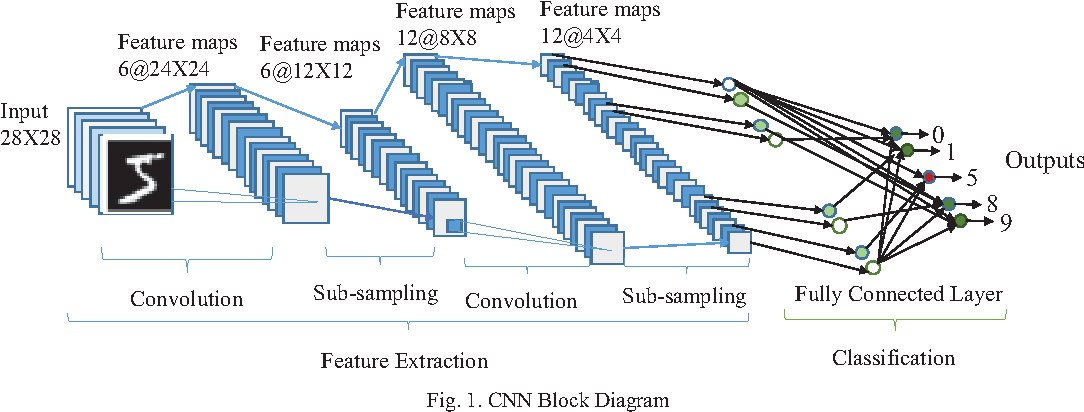 Feature maps
6@24X24
Feature maps
6@12X12
Feature maps
12@8X8
Feature maps
12@4X4
Input
28X28
0
1
5
8
9
Outputs
Convolution
Sub-sampling
Convolution
Sub-sampling
Fully Connected Layer
Feature Extraction
Classification
Fig. 1. CNN Block Diagram